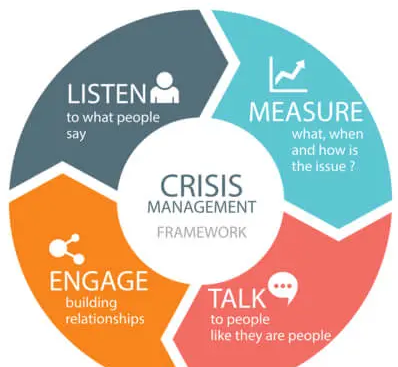 LISTEN
to what people
say
MEASURE
what, when
and how is
the issue ?
CRISIS
MANAGEMENT
FRAMEWORK
ENGAGE
building
relationships
TALK
to people
like they are people